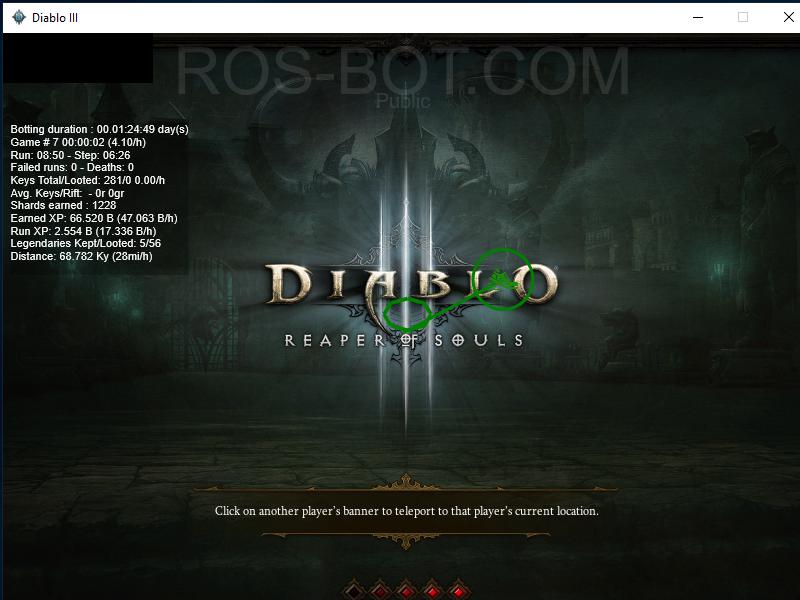 Diablo III
ROS-BOT.COM
Public
Botting duration : 00.01:24:49 day(s)
Game # 7 00:00:02 (4.10/h)
Run: 08:50 - Step: 06:26
Failed runs: 0 - Deaths: 0
Keys Total/Looted: 281/0 0.00/h
Avg. Keys/Rift:  - 0r 0gr
Shards earned : 1228
Earned XP: 66.520 B (47.063 B/h)
Run XP: 2.554 B (17.336 B/h)
Legendaries Kept/Looted: 5/56
Distance: 68.782 Ky (28mi/h)
DIABLO
REAPER OF SOULS
Click on another player's banner to teleport to that player's current location.